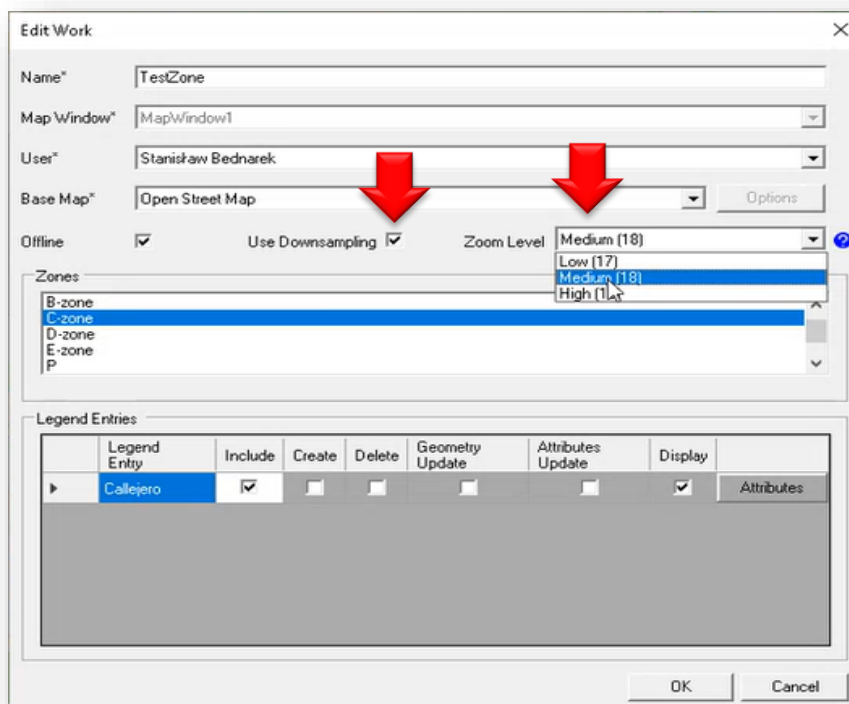 Edit Work
Name* TestZone
Map Window* MapWindow1
User* Stanisław Bednarek
Base Map* Open Street Map Options
Offline Use Downsampling Zoom Level Medium (18) ?
Low (17)
Medium (18)
High (1
Zones
B-zone
C-zone
D-zone
E-zone
P
Legend Entries
Legend Entry Include Create Delete Geometry Update Attributes Update Display
Callejero Attributes
OK Cancel